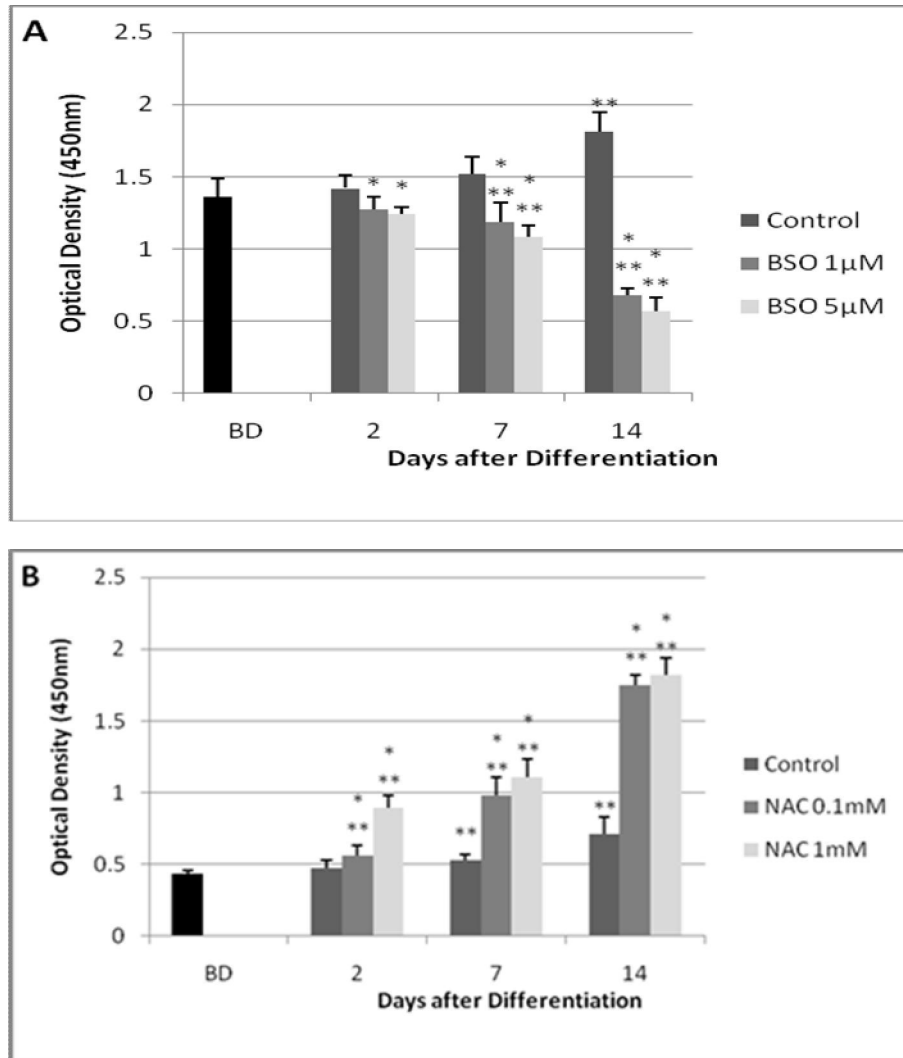 A
2.5
2
1.5
1
0.5
0
Optical Density (450nm)
**
*
*
*
**
*
**
*
**
*
**
Control
BSO 1µM
BSO 5µM
BD 2 7 14
Days after Differentiation
B
2.5
2
1.5
1
0.5
0
Optical Density (450nm)
*
**
*
**
**
*
**
*
**
**
*
**
*
**
Control
NAC 0.1mM
NAC 1mM
BD 2 7 14
Days after Differentiation